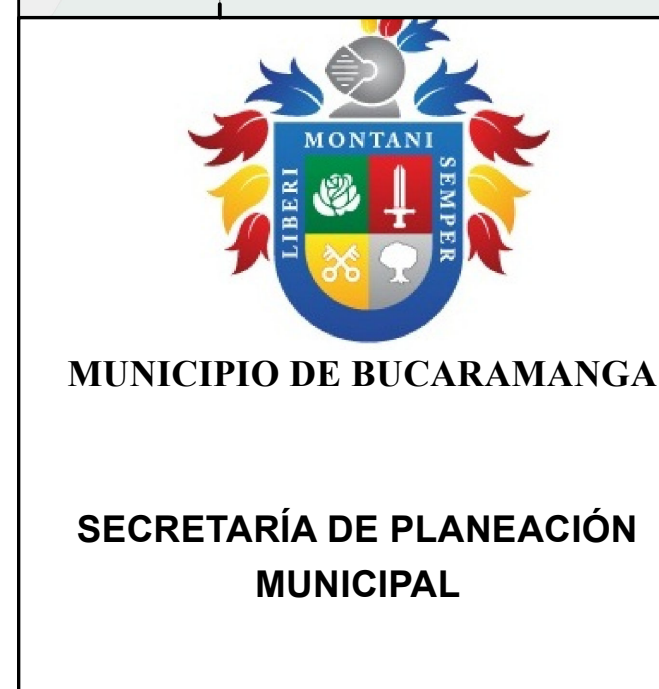 MONTANI
LIBERI
SEMPER
MUNICIPIO DE BUCARAMANGA
SECRETARÍA DE PLANEACIÓN
MUNICIPAL